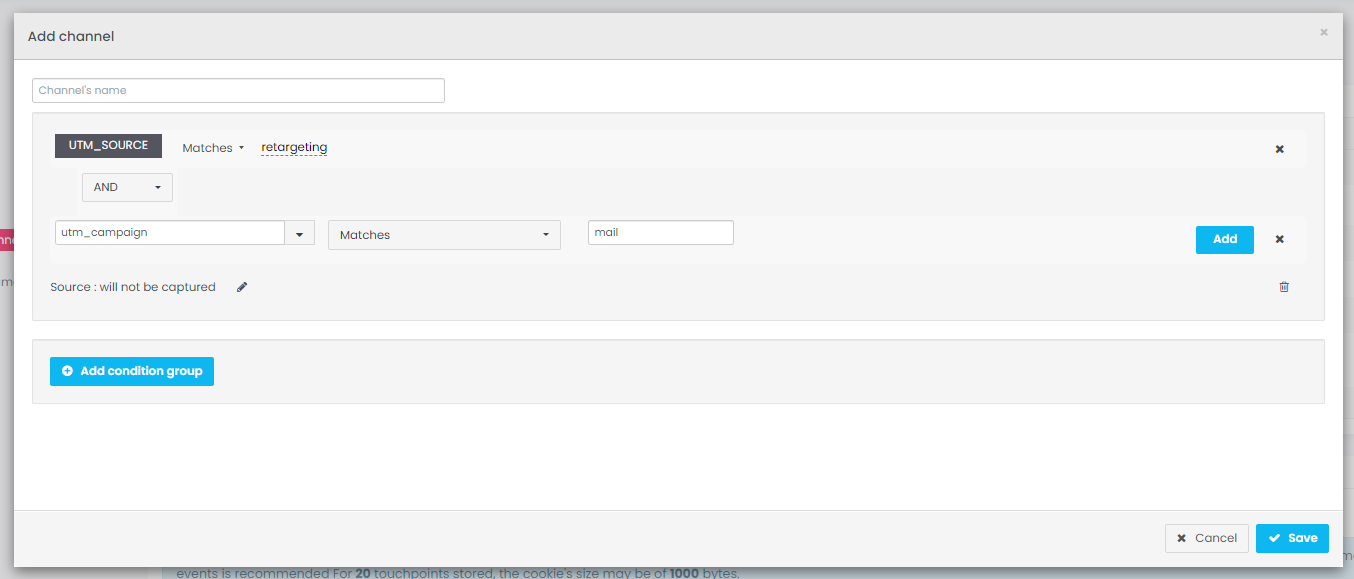 Add channel
Channel's name
UTM_SOURCE Matches retargeting
AND
utm_campaign Matches mail Add
Source : will not be captured
Add condition group
Cancel Save
events is recommended For 20 touchpoints stored, the cookie's size may be of 1000 bytes.